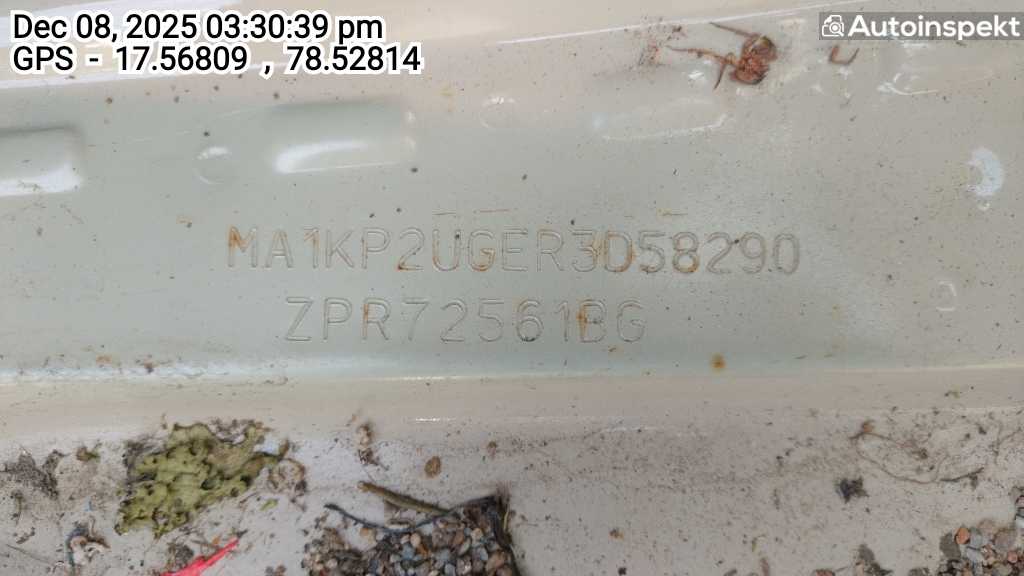 Dec 08, 2025 03:30:39 pm
Autoinspekt
GPS - 17.56809 , 78.52814
MA1KP2UGER3D58290
ZPR72561BG